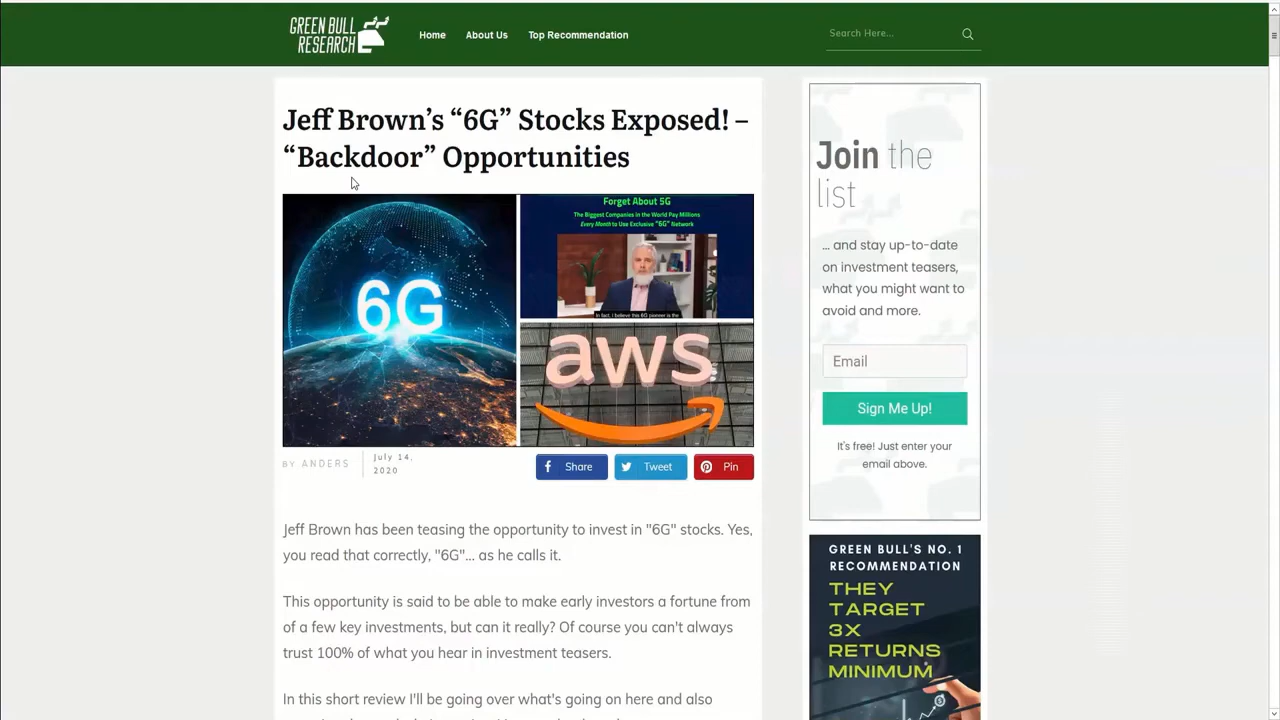 GREEN BULL
RESEARCH
Home
About Us
Top Recommendation
Search Here...
Jeff Brown’s “6G” Stocks Exposed! –
“Backdoor” Opportunities
6G
Forget About 5G
The Biggest Companies in the World Pay Millions
Every Month to Use Exclusive "6G" Network
In fact, I believe this 6G pioneer is the
aws
BY ANDERS
July 14,
2020
Share
Tweet
Pin
Jeff Brown has been teasing the opportunity to invest in "6G" stocks. Yes,
you read that correctly, "6G"... as he calls it.
This opportunity is said to be able to make early investors a fortune from
of a few key investments, but can it really? Of course you can't always
trust 100% of what you hear in investment teasers.
In this short review I'll be going over what's going on here and also
Join the
list
... and stay up-to-date
on investment teasers,
what you might want to
avoid and more.
Email
Sign Me Up!
It's free! Just enter your
email above.
GREEN BULL'S NO. 1
RECOMMENDATION
THEY
TARGET
3X
RETURNS
MINIMUM